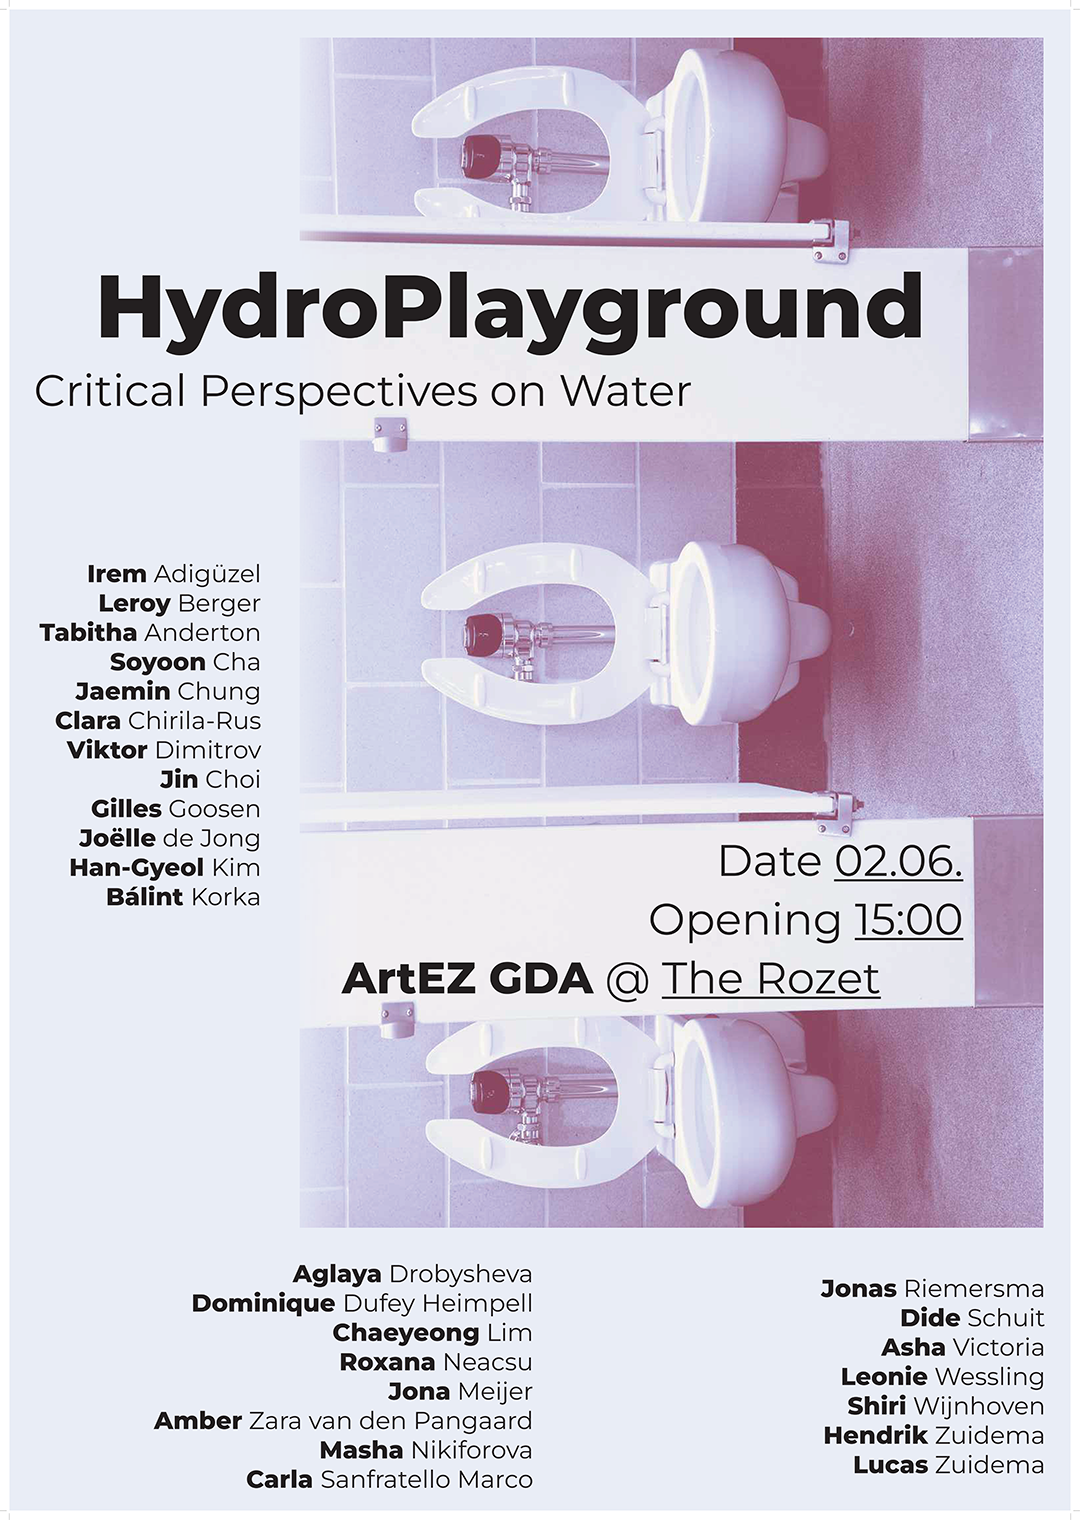 HydroPlayground
Critical Perspectives on Water
Irem Adigüzel
Leroy Berger
Tabitha Anderton
Soyoon Cha
Jaemin Chung
Clara Chirila-Rus
Viktor Dimitrov
Jin Choi
Gilles Goosen
Joëlle de Jong
Han-Gyeol Kim
Bálint Korka
Date 02.06.
Opening 15:00
ArtEZ GDA @ The Rozet
Aglaya Drobysheva
Dominique Dufey Heimpell
Chaeyeong Lim
Roxana Neacsu
Jona Meijer
Amber Zara van den Pangaard
Masha Nikiforova
Carla Sanfratello Marco
Jonas Riemersma
Dide Schuit
Asha Victoria
Leonie Wessling
Shiri Wijnhoven
Hendrik Zuidema
Lucas Zuidema